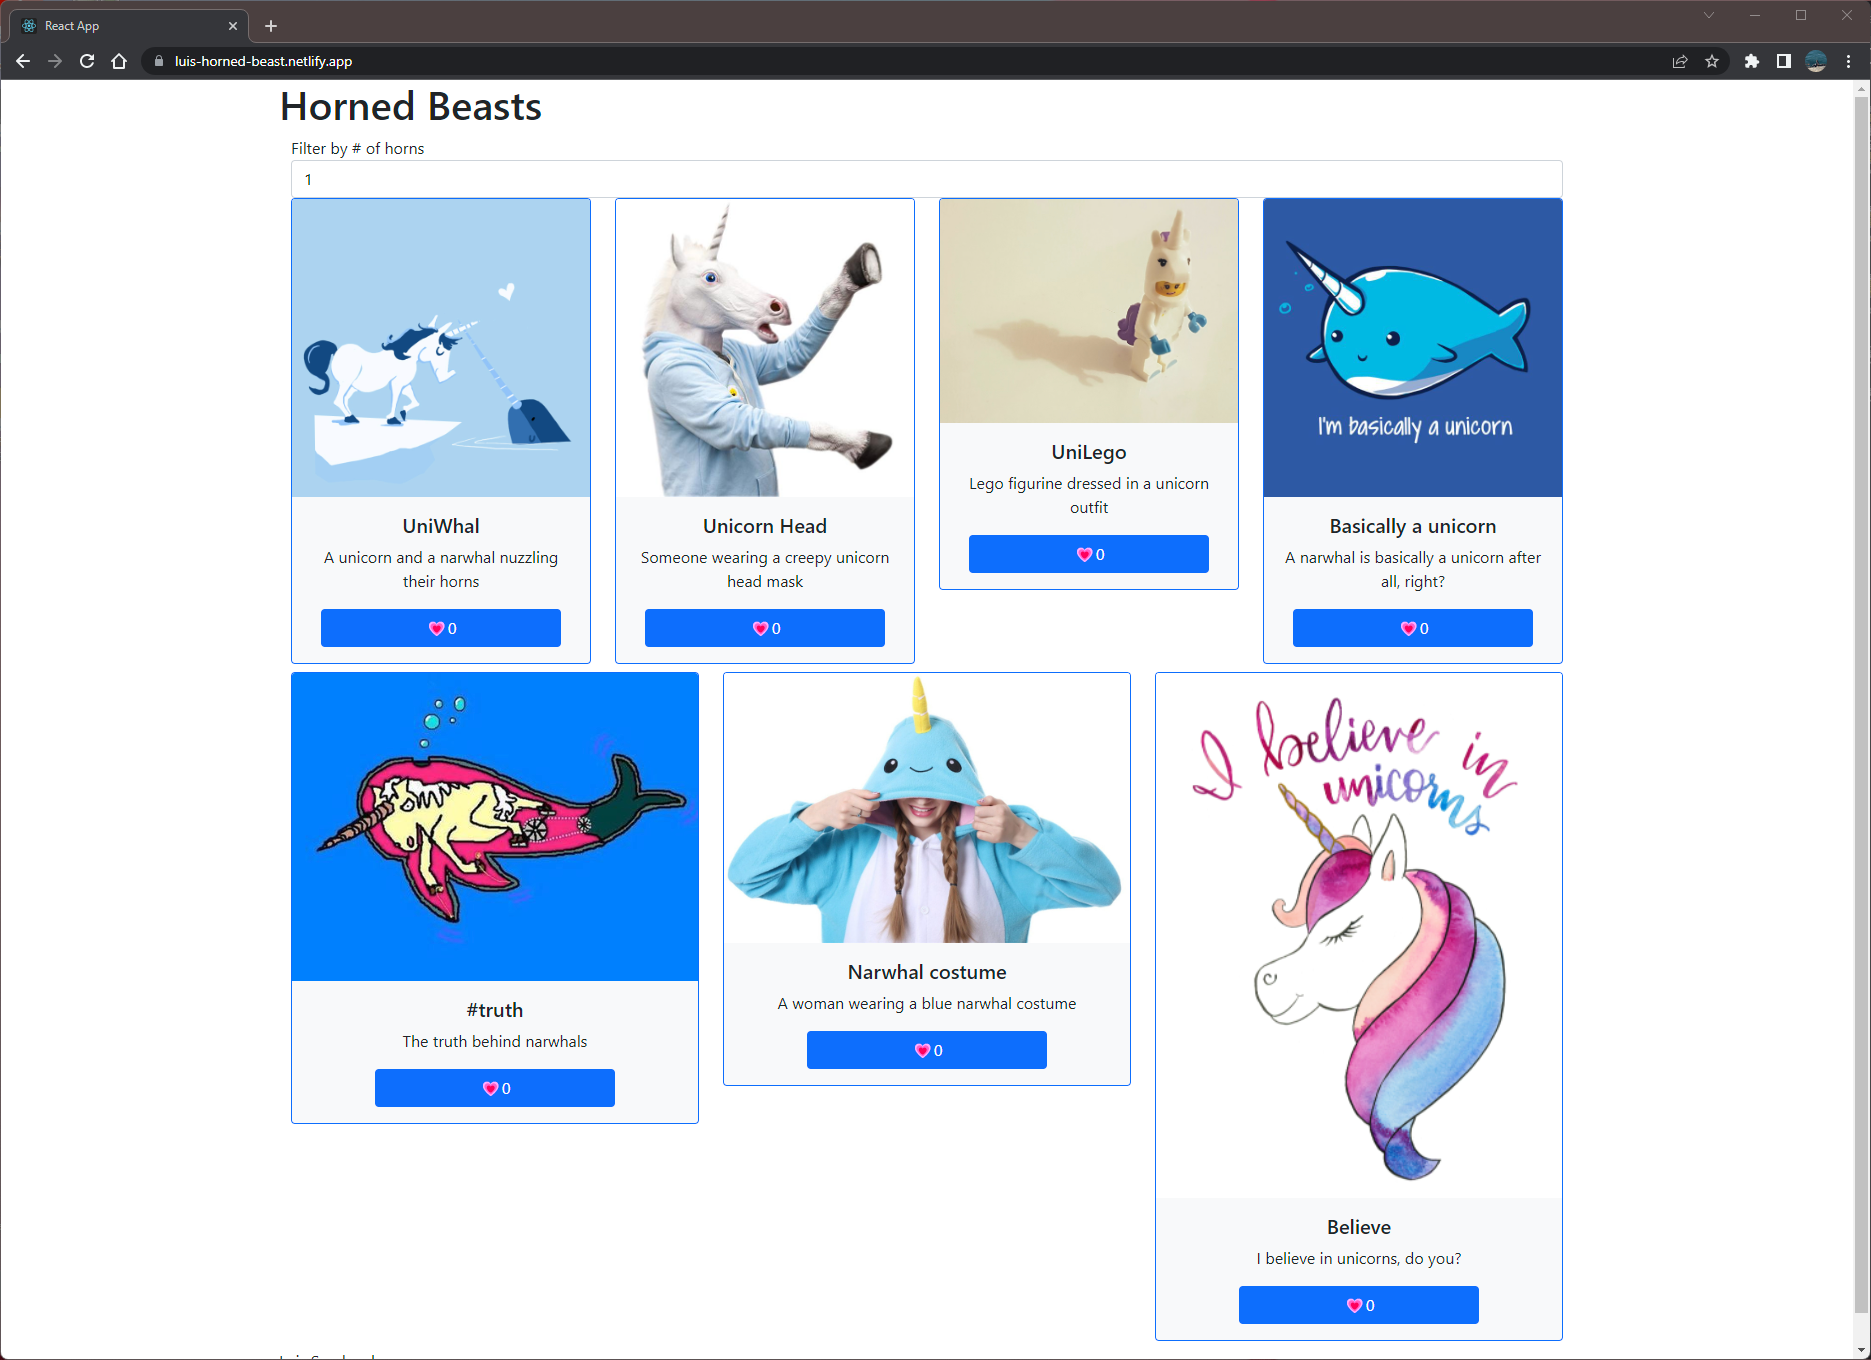 React App
luis-horned-beast.netlify.app
Horned Beasts
Filter by # of horns
1
I'm basically a unicorn
UniWhal
A unicorn and a narwhal nuzzling
their horns
0
Unicorn Head
Someone wearing a creepy unicorn
head mask
0
UniLego
Lego figurine dressed in a unicorn
outfit
0
Basically a unicorn
A narwhal is basically a unicorn after
all, right?
0
#truth
The truth behind narwhals
0
Narwhal costume
A woman wearing a blue narwhal costume
0
I believe in
unicorns
Believe
I believe in unicorns, do you?
0